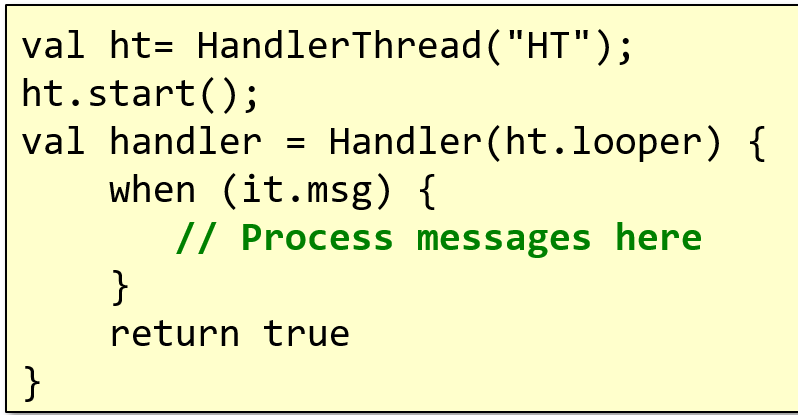 val ht= HandlerThread("HT");
ht.start();
val handler = Handler(ht.looper) {
    when (it.msg) {
       // Process messages here
    }
    return true
}